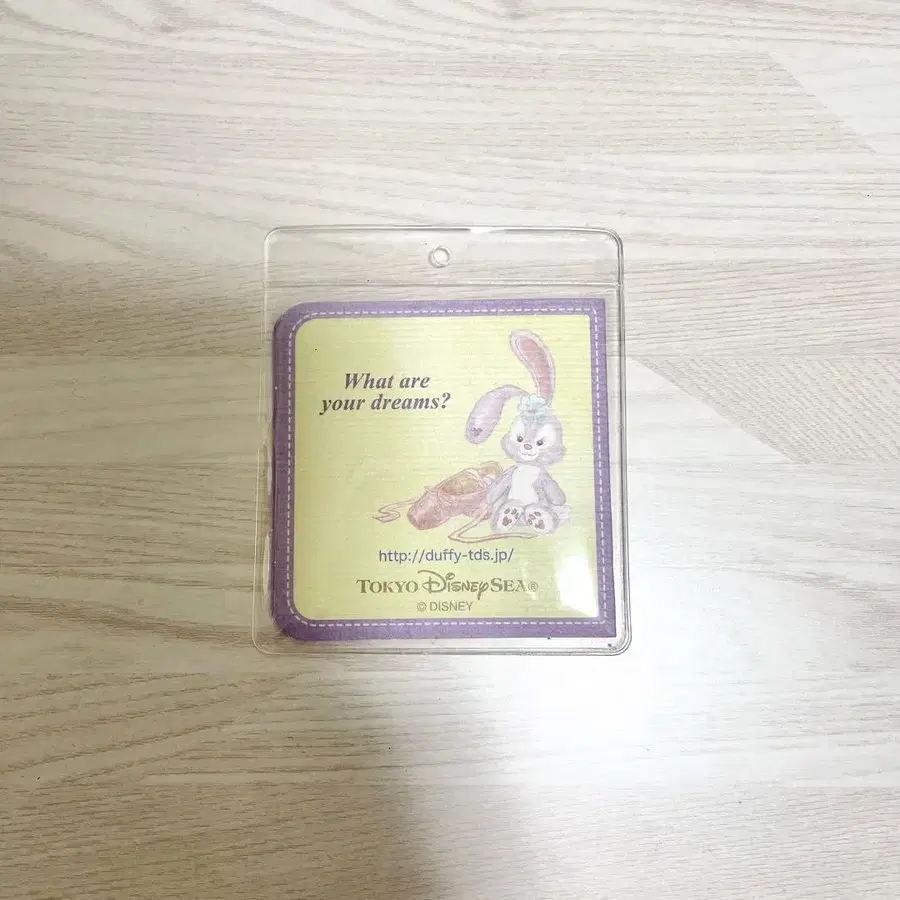 What are
your dreams?
http://duffy-tds.jp/
TOKYO DISNEYSEA®
© DISNEY